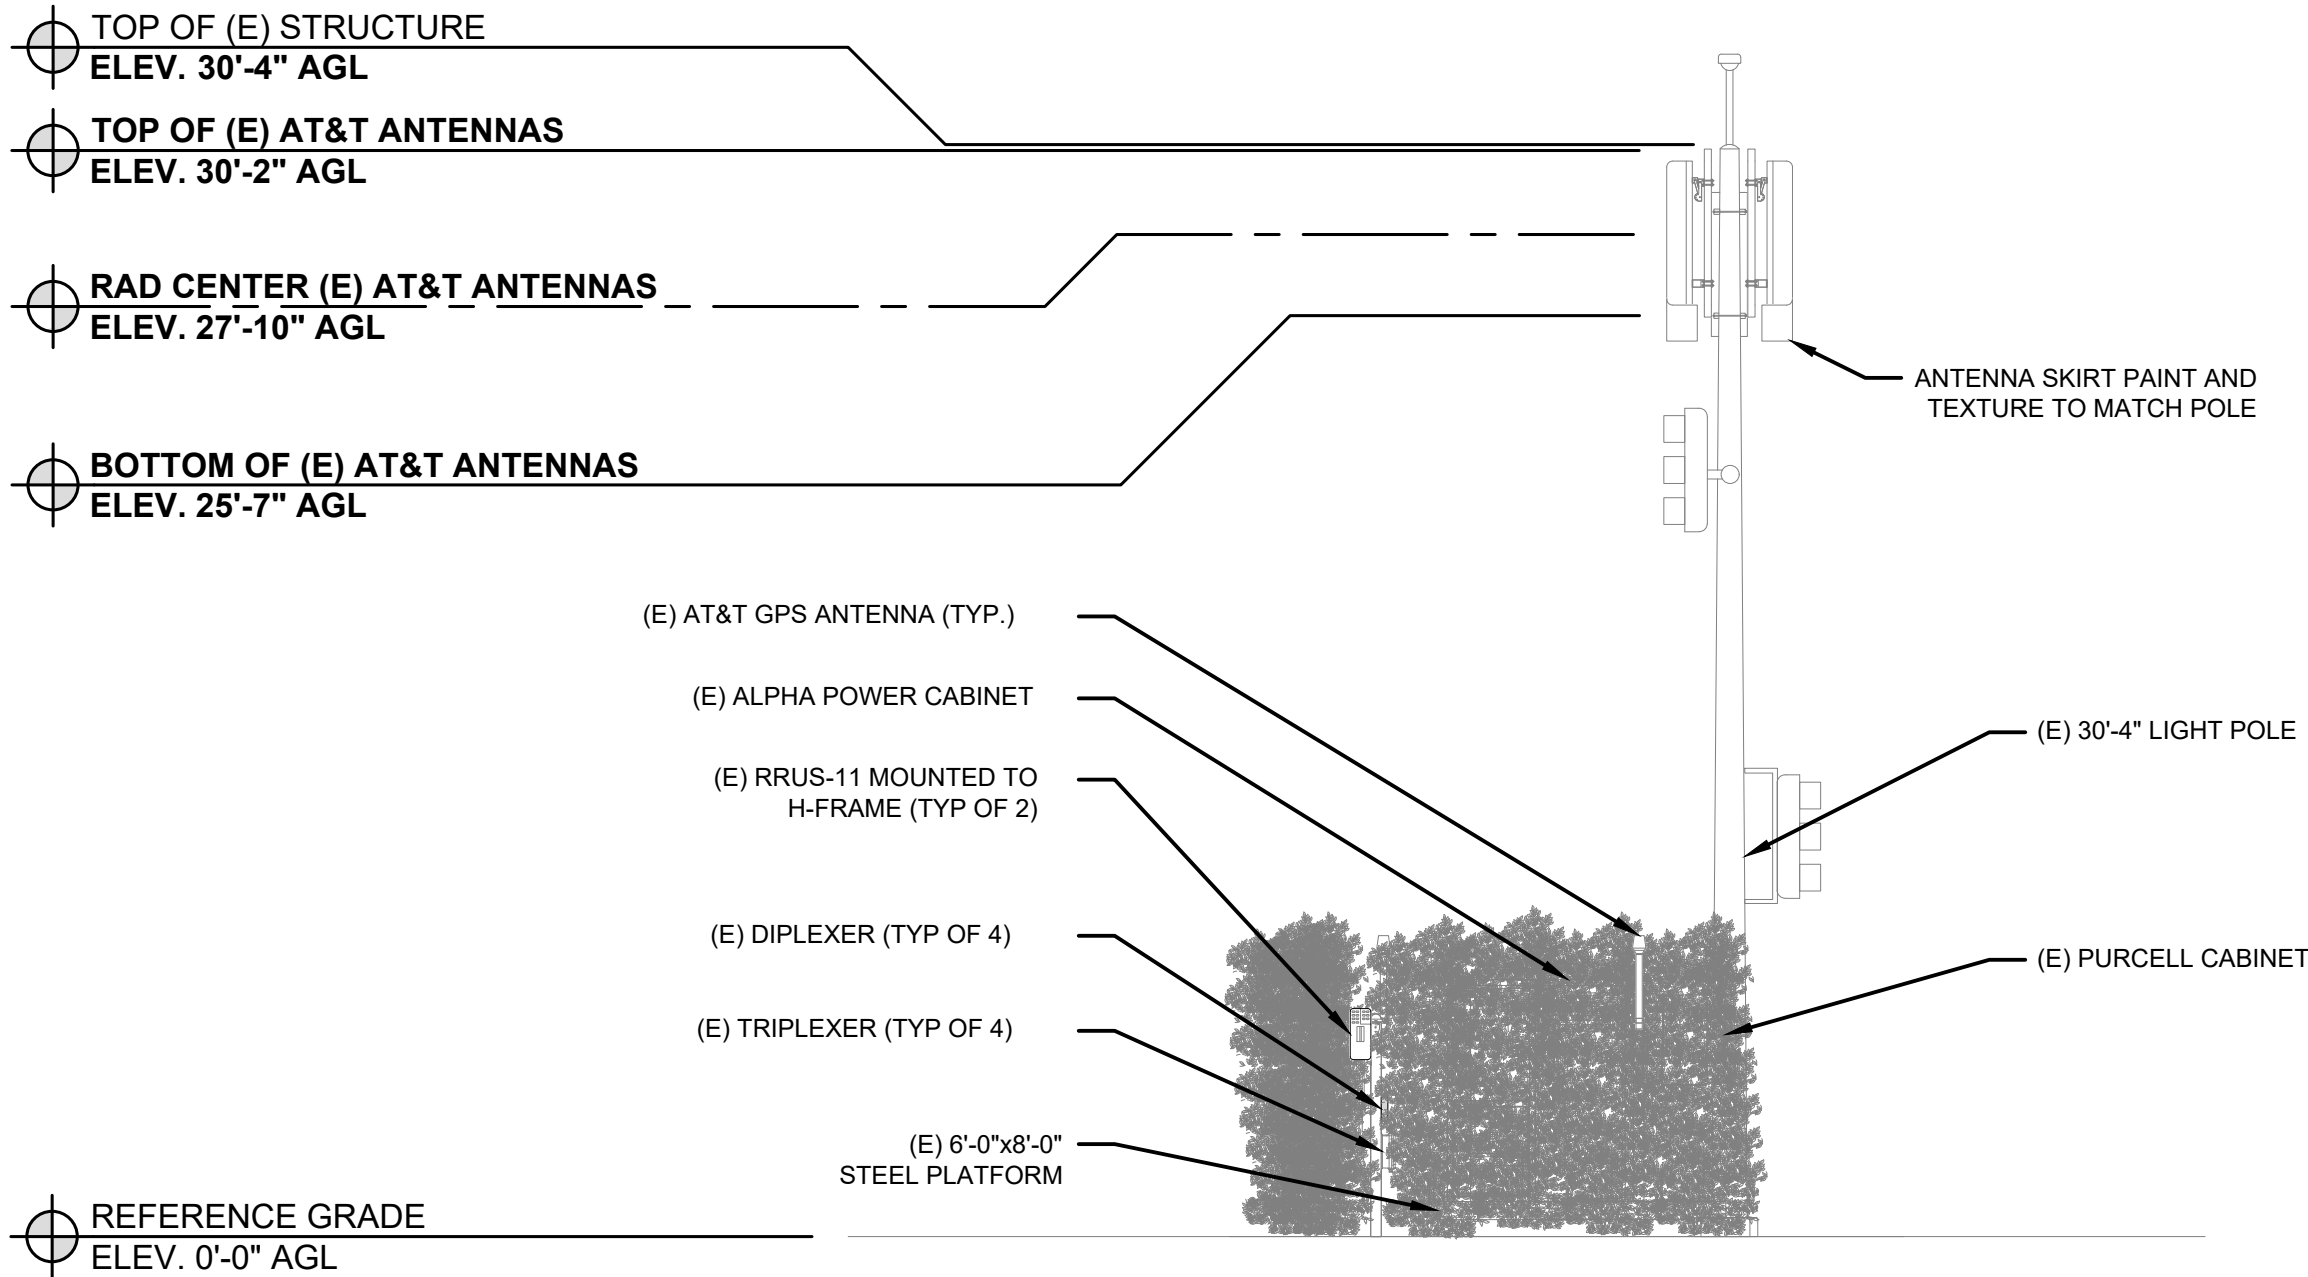 TOP OF (E) STRUCTURE
ELEV. 30'-4" AGL
TOP OF (E) AT&T ANTENNAS
ELEV. 30'-2" AGL
RAD CENTER (E) AT&T ANTENNAS
ELEV. 27'-10" AGL
ANTENNA SKIRT PAINT AND
TEXTURE TO MATCH POLE
BOTTOM OF (E) AT&T ANTENNAS
ELEV. 25'-7" AGL
(E) AT&T GPS ANTENNA (TYP.)
(E) ALPHA POWER CABINET
(E) 30'-4" LIGHT POLE
(E) RRUS-11 MOUNTED TO
H-FRAME (TYP OF 2)
(E) DIPLEXER (TYP OF 4)
(E) PURCELL CABINET
(E) TRIPLEXER (TYP OF 4)
(E) 6'-0"x8'-0"
STEEL PLATFORM
REFERENCE GRADE
ELEV. 0'-0" AGL